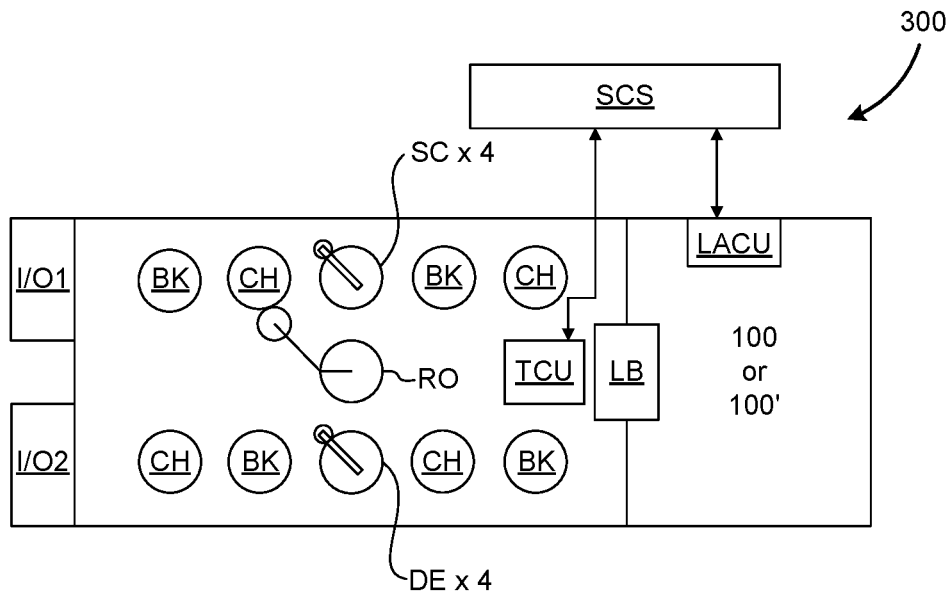 300
SCS
SC x 4
LACU
I/O1
BK
CH
BK
CH
100
or
100'
TCU
LB
RO
I/O2
CH
BK
CH
BK
DE x 4